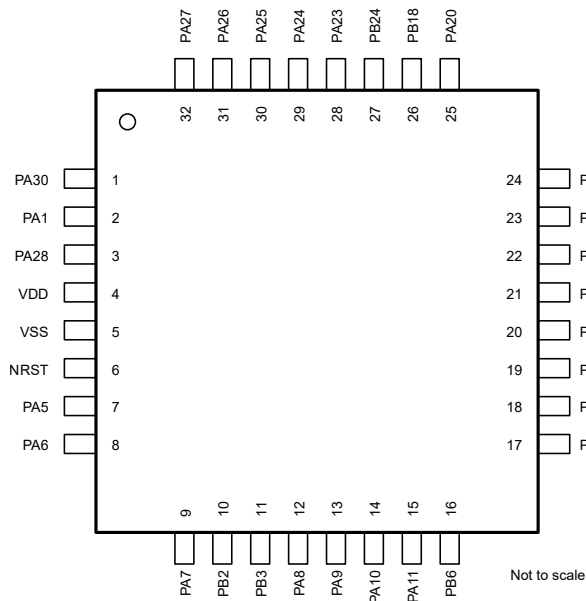 PA27 PA26 PA25 PA24 PA23 PB24 PB18 PA20
32 31 30 29 28 27 26 25
PA30 1 24 P
PA1 2 23 P
PA28 3 22 P
VDD 4 21 P
VSS 5 20 P
NRST 6 19 P
PA5 7 18 P
PA6 8 17 P
9 10 11 12 13 14 15 16
PA7 PB2 PB3 PA8 PA9 PA10 PA11 PB6
Not to scale